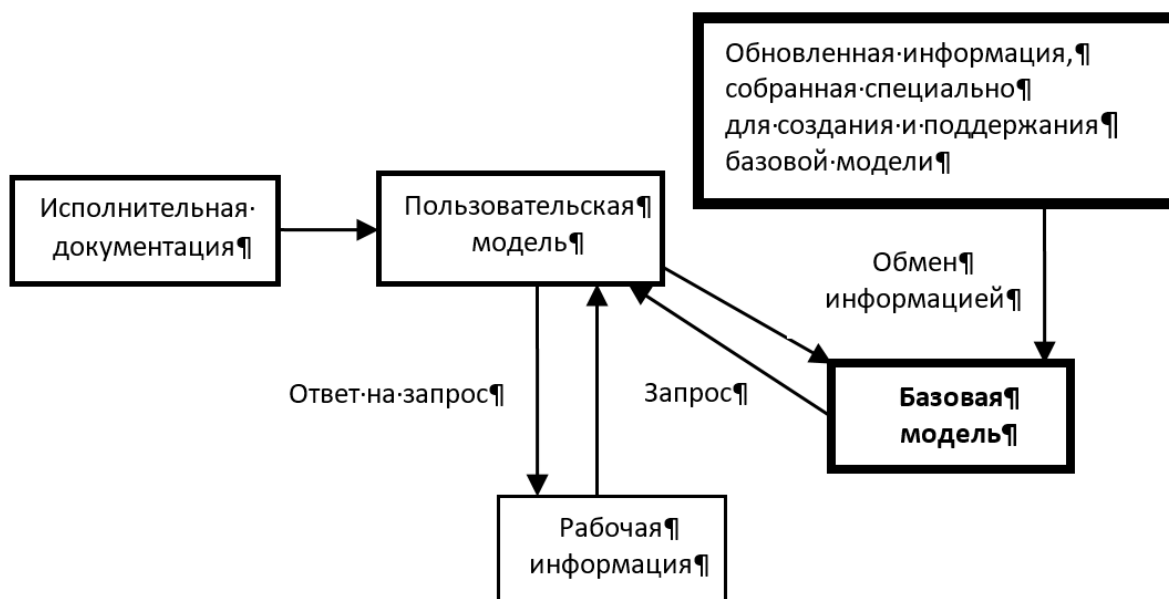 Обновленная·информация,¶
собранная·специально¶
для·создания·и·поддержания¶
базовой·модели¶
Исполнительная·
документация¶
Пользовательская¶
модель¶
Обмен¶
информацией¶
Ответ·на·запрос¶
Запрос¶
Базовая¶
модель¶
Рабочая¶
информация¶